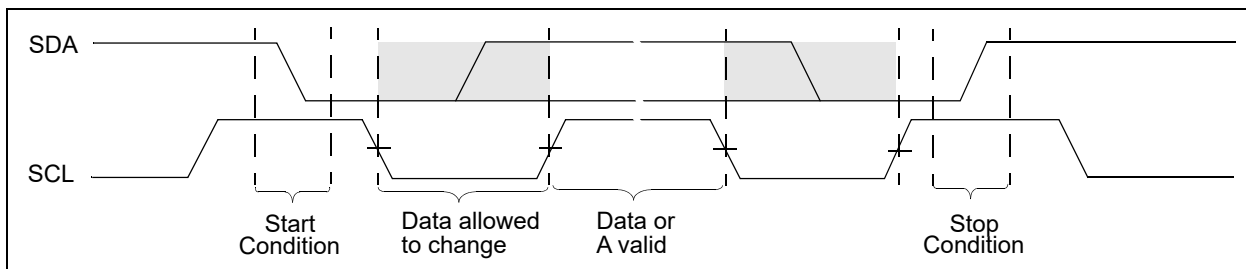 SDA
SCL
Start
Condition
Data allowed
to change
Data or
A valid
Stop
Condition